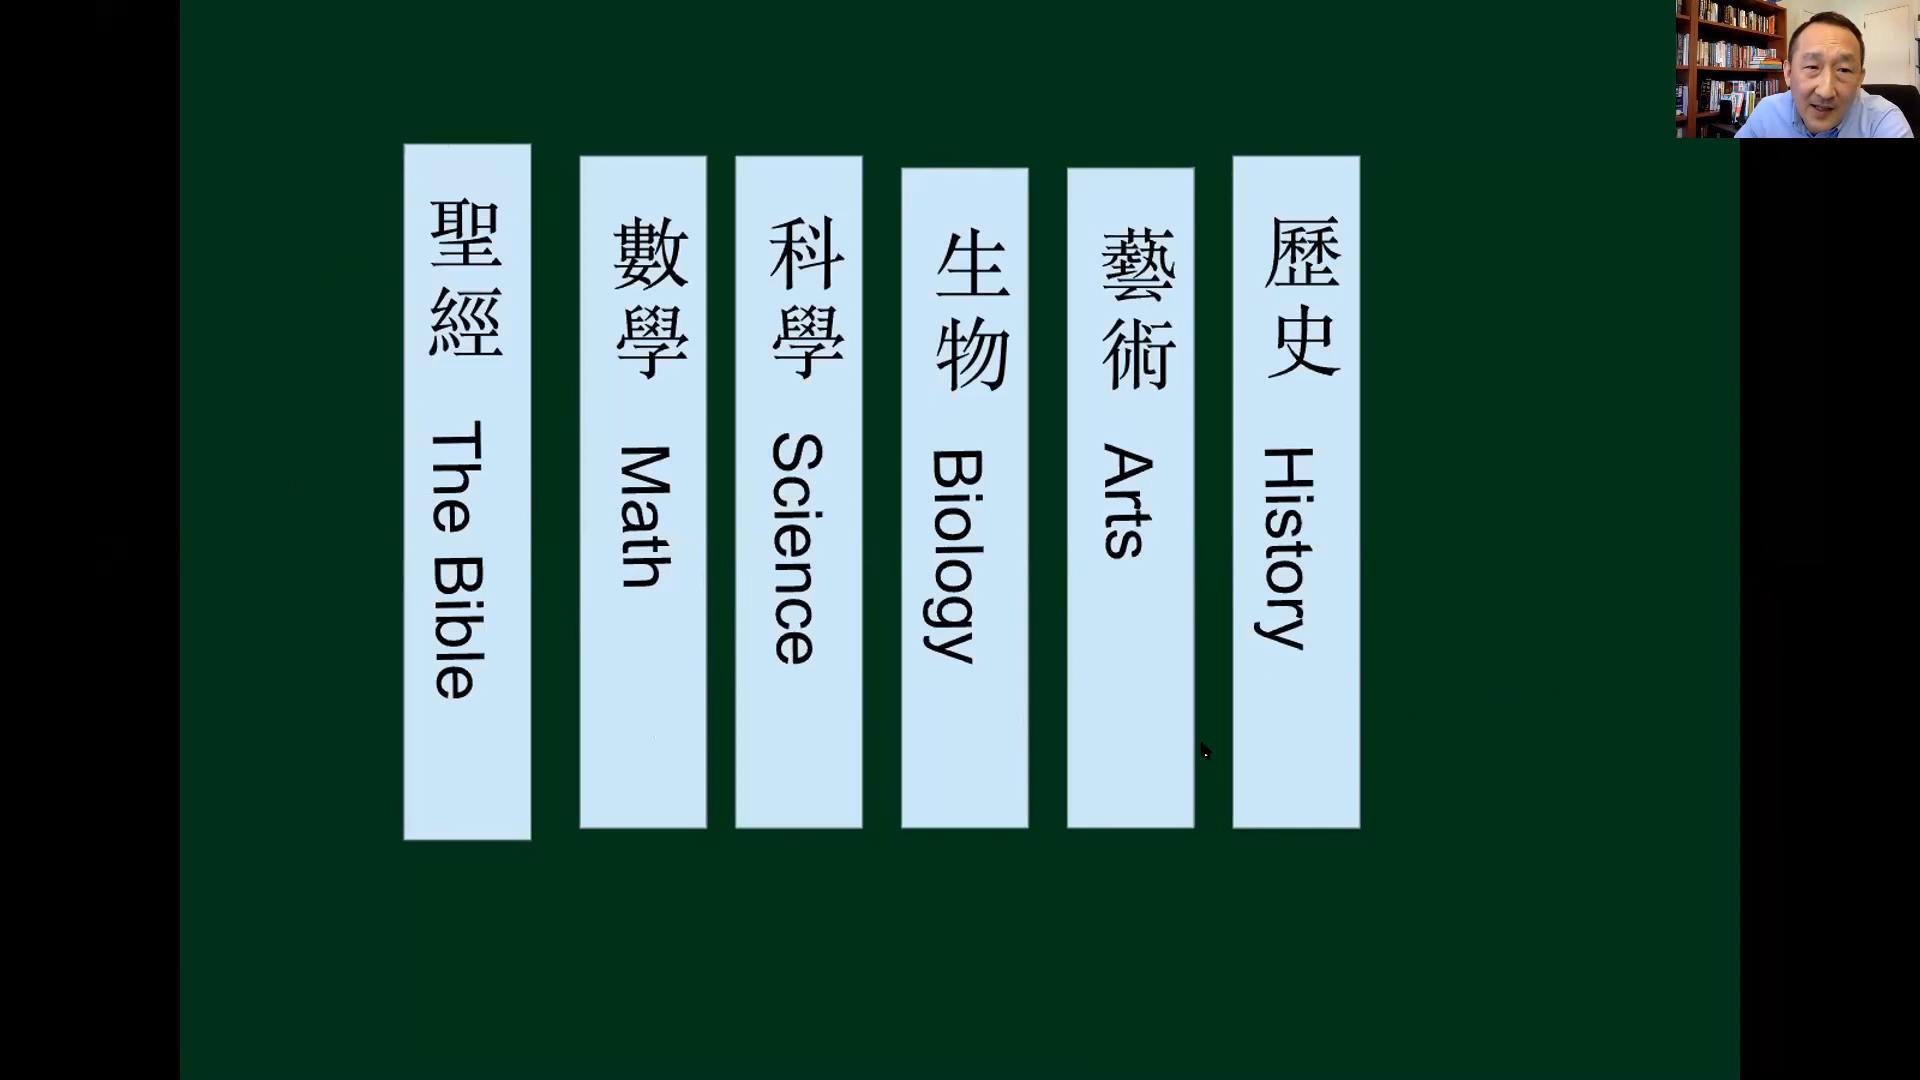 聖經 The Bible
數學 Math
科學 Science
生物 Biology
藝術 Arts
歷史 History